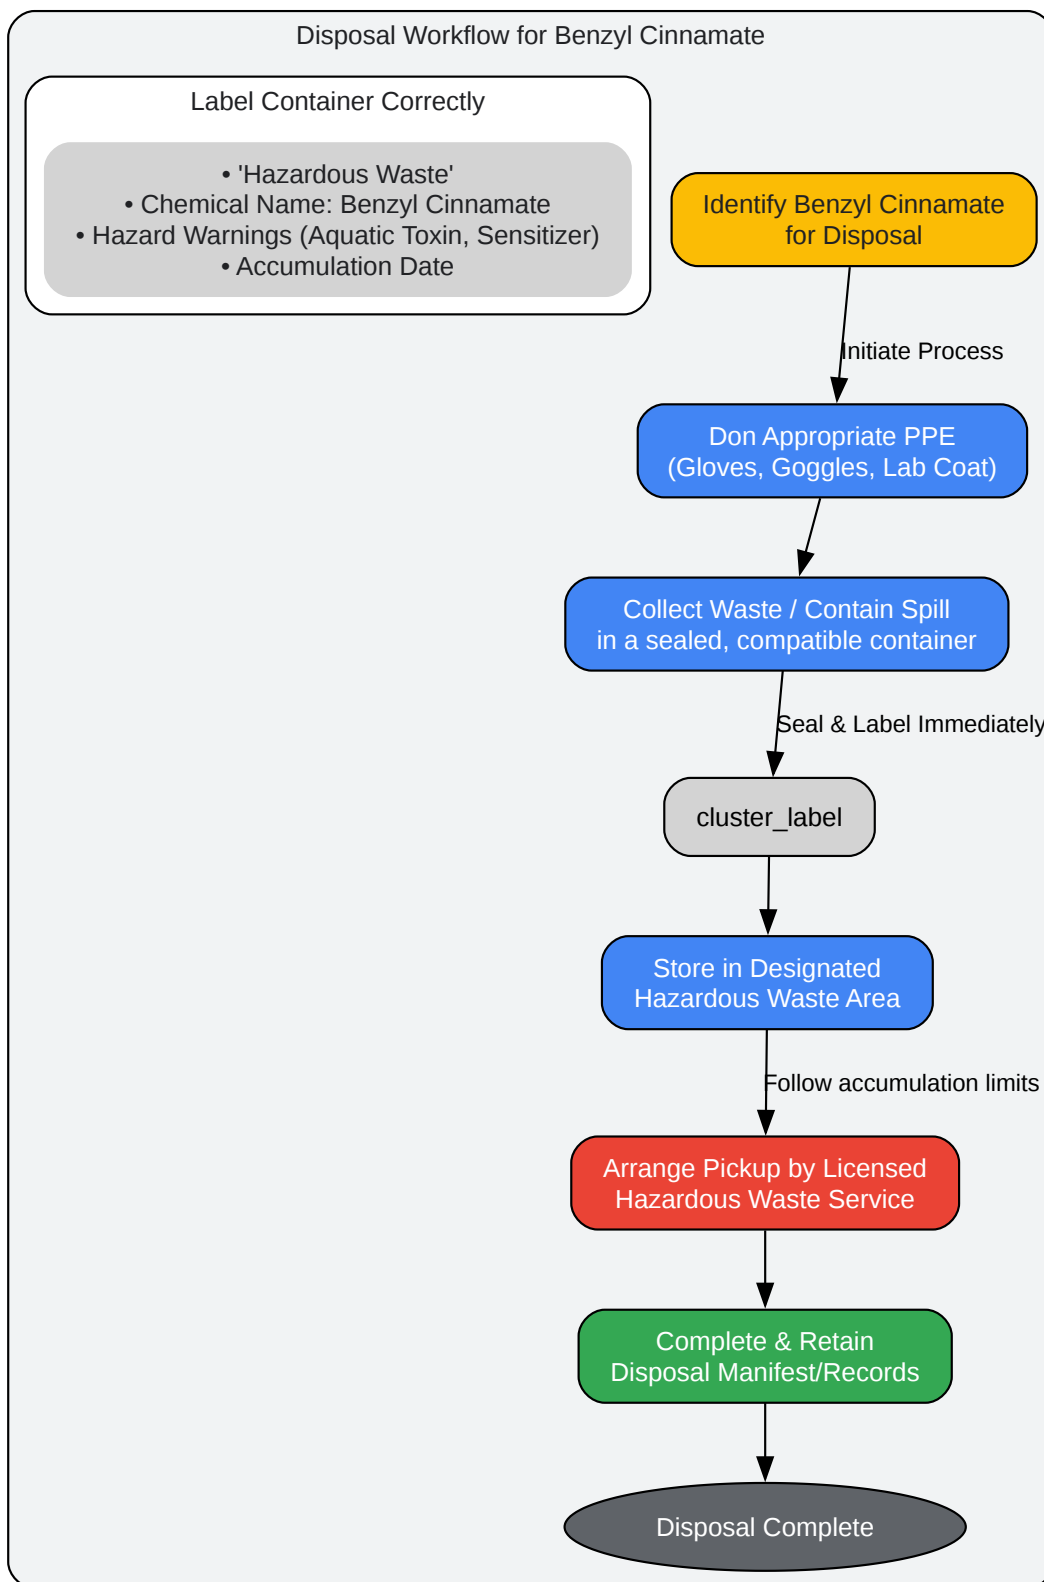 Disposal Workflow for Benzyl Cinnamate
Label Container Correctly
• 'Hazardous Waste'
• Chemical Name: Benzyl Cinnamate
• Hazard Warnings (Aquatic Toxin, Sensitizer)
• Accumulation Date
Identify Benzyl Cinnamate
for Disposal
Initiate Process
Don Appropriate PPE
(Gloves, Goggles, Lab Coat)
Collect Waste / Contain Spill
in a sealed, compatible container
Seal & Label Immediately
cluster_label
Store in Designated
Hazardous Waste Area
Follow accumulation limits
Arrange Pickup by Licensed
Hazardous Waste Service
Complete & Retain
Disposal Manifest/Records
Disposal Complete